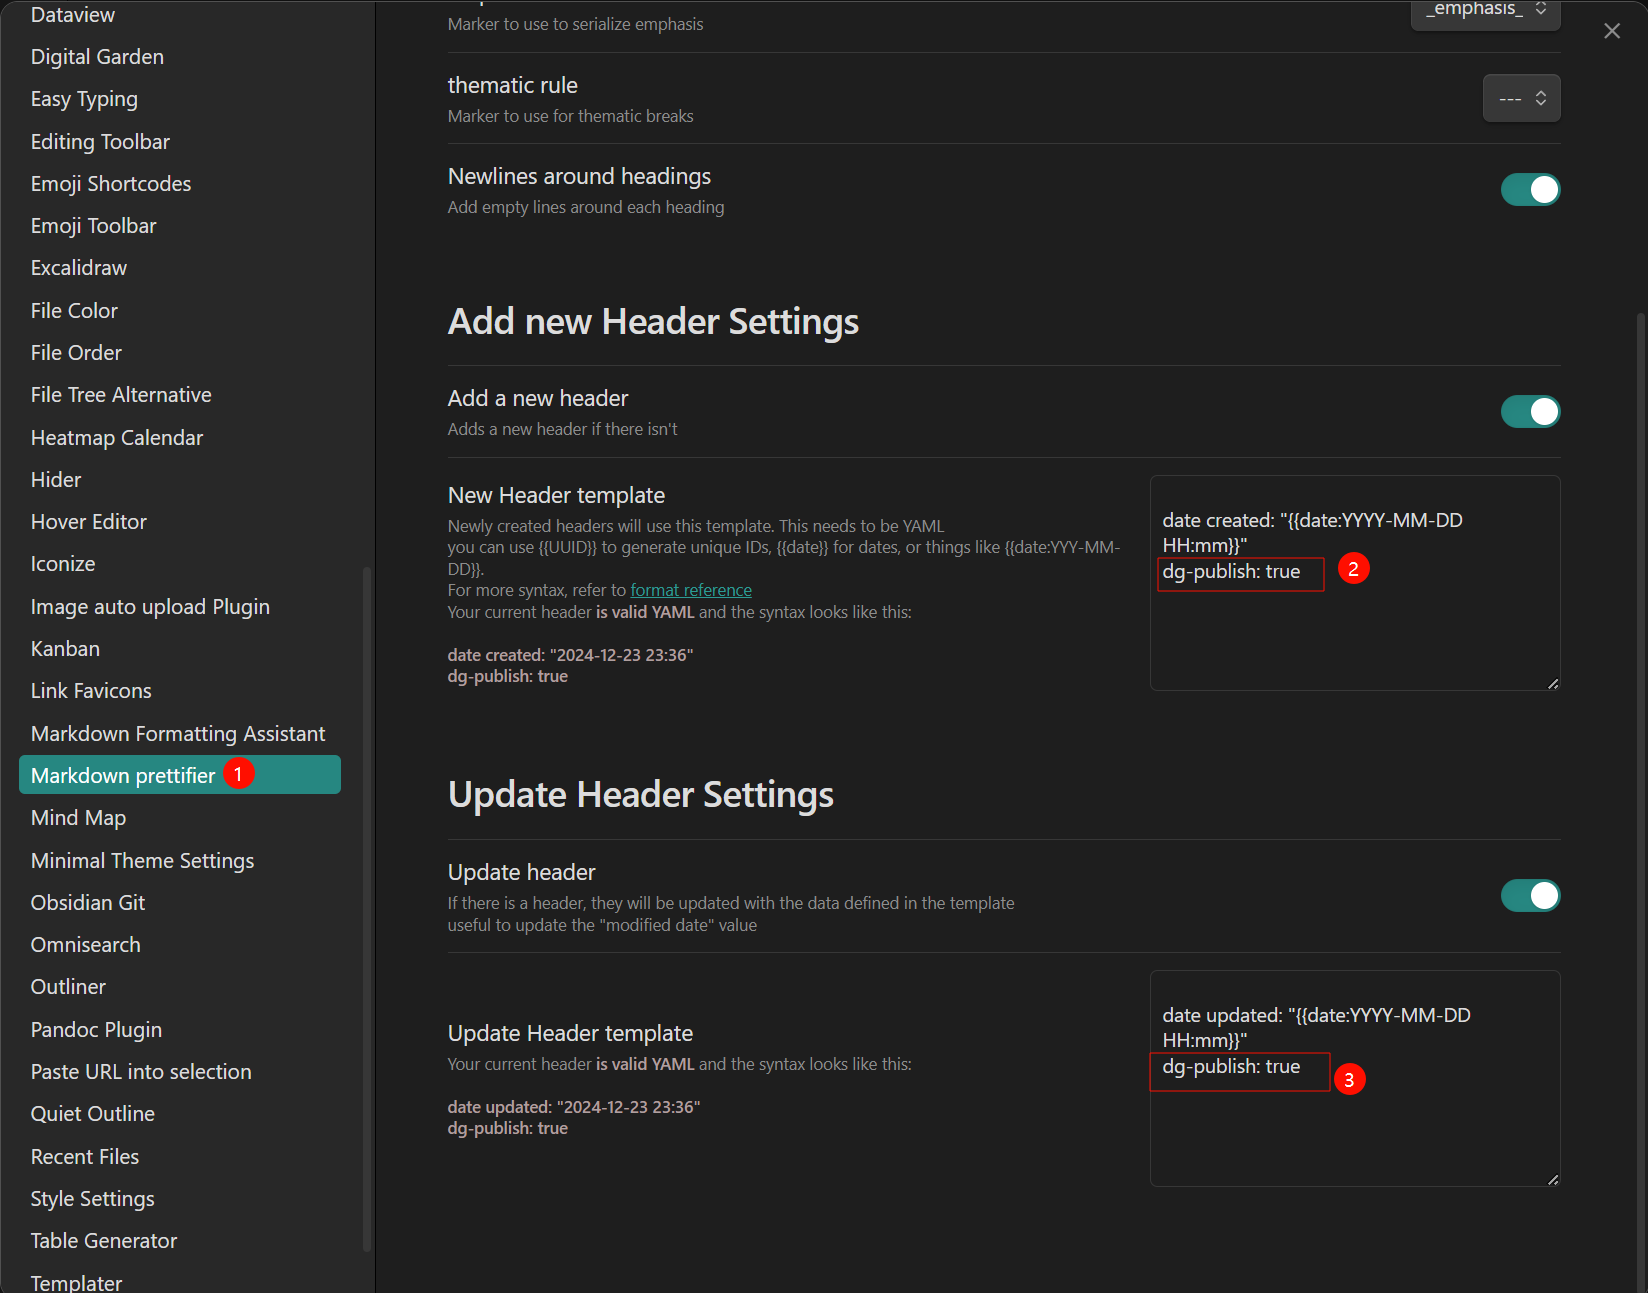 Dataview
Digital Garden
Easy Typing
Editing Toolbar
Emoji Shortcodes
Emoji Toolbar
Excalidraw
File Color
File Order
File Tree Alternative
Heatmap Calendar
Hider
Hover Editor
Iconize
Image auto upload Plugin
Kanban
Link Favicons
Markdown Formatting Assistant
Markdown prettifier 1
Mind Map
Minimal Theme Settings
Obsidian Git
Omnisearch
Outliner
Pandoc Plugin
Paste URL into selection
Quiet Outline
Recent Files
Style Settings
Table Generator
Templater
Marker to use to serialize emphasis
_emphasis_
thematic rule
Marker to use for thematic breaks
---
Newlines around headings
Add empty lines around each heading
Add new Header Settings
Add a new header
Adds a new header if there isn't
New Header template
Newly created headers will use this template. This needs to be YAML
you can use {{UUID}} to generate unique IDs, {{date}} for dates, or things like {{date:YYY-MM-
DD}}.
For more syntax, refer to format reference
Your current header is valid YAML and the syntax looks like this:
date created: "2024-12-23 23:36"
dg-publish: true
date created: "{{date:YYYY-MM-DD
HH:mm}}"
dg-publish: true 2
Update Header Settings
Update header
If there is a header, they will be updated with the data defined in the template
useful to update the "modified date" value
Update Header template
Your current header is valid YAML and the syntax looks like this:
date updated: "2024-12-23 23:36"
dg-publish: true
date updated: "{{date:YYYY-MM-DD
HH:mm}}"
dg-publish: true 3